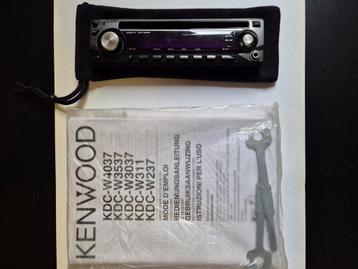 KENWOOD
KDC-W4037
KDC-W3537
KDC-W3037
KDC-W311
KDC-W237
MODE D'EMPLOI
BEDIENUNGSANLEITUNG
GEBRUIKSAANWIJZING
ISTRUZIONI PER L'USO